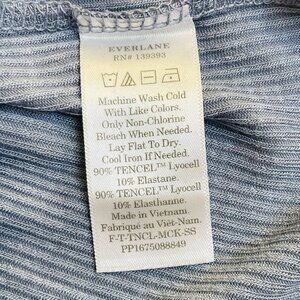 EVERLANE
RN# 139393
Machine Wash Cold
With Like Colors.
Only Non-Chlorine
Bleach When Needed.
Lay Flat To Dry.
Cool Iron If Needed.
90% TENCEL™ Lyocell
10% Elastane.
90% TENCEL™ Lyocell
10% Elasthanne.
Made in Vietnam.
Fabriqué au Viêt-Nam.
F-T-TNCL-MCK-SS
PP1675088849